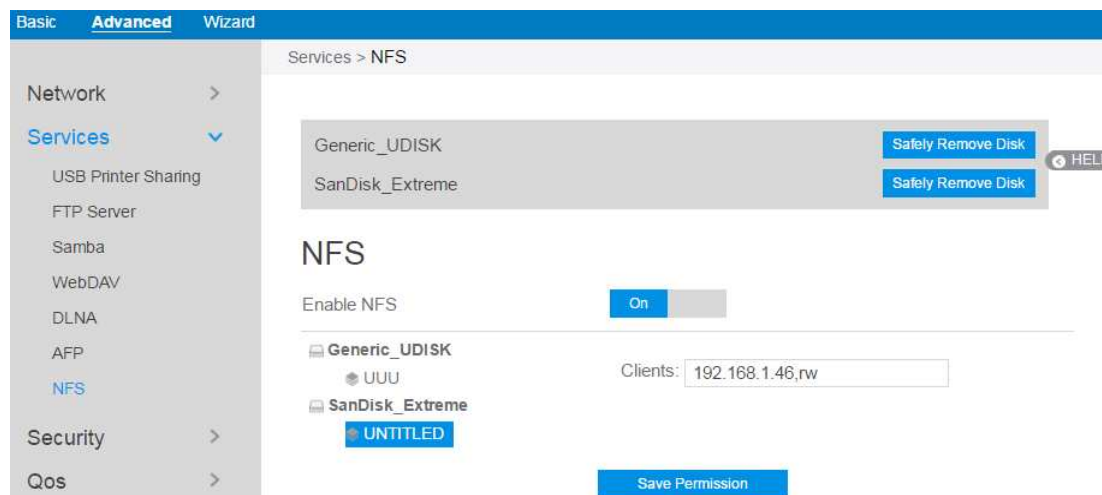 Basic Advanced Wizard
Services > NFS
Network
Services
USB Printer Sharing
FTP Server
Samba
WebDAV
DLNA
AFP
NFS
Security
Qos
Generic_UDISK Safely Remove Disk
SanDisk_Extreme Safely Remove Disk
HEL
NFS
Enable NFS On
Generic_UDISK
UUU
SanDisk_Extreme
UNTITLED
Clients: 192.168.1.46,rw
Save Permission